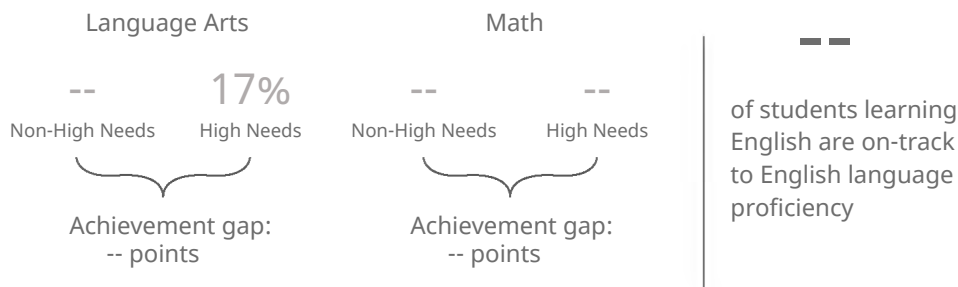 Language Arts
-- 17%
Non-High Needs High Needs
Achievement gap:
-- points
Math
-- --
Non-High Needs High Needs
Achievement gap:
-- points
--
of students learning
English are on-track
to English language
proficiency